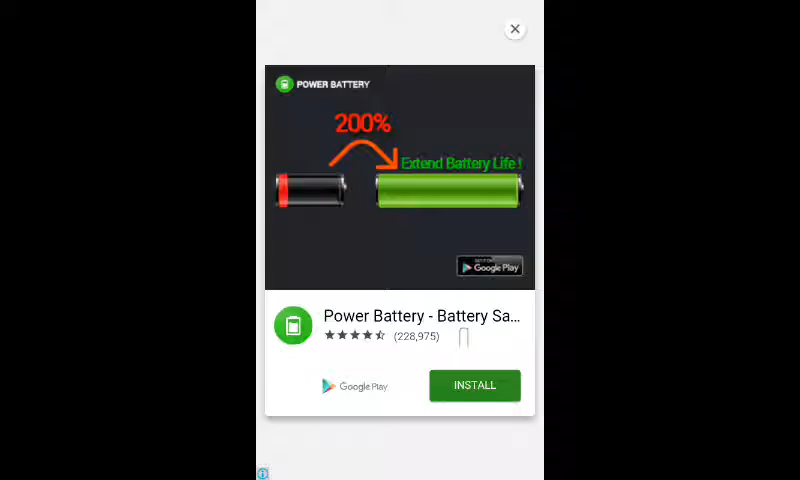 POWER BATTERY
200%
Extend Battery Life !
GET IT ON
Google Play
Power Battery - Battery Sa...
(228,975)
Google Play
INSTALL